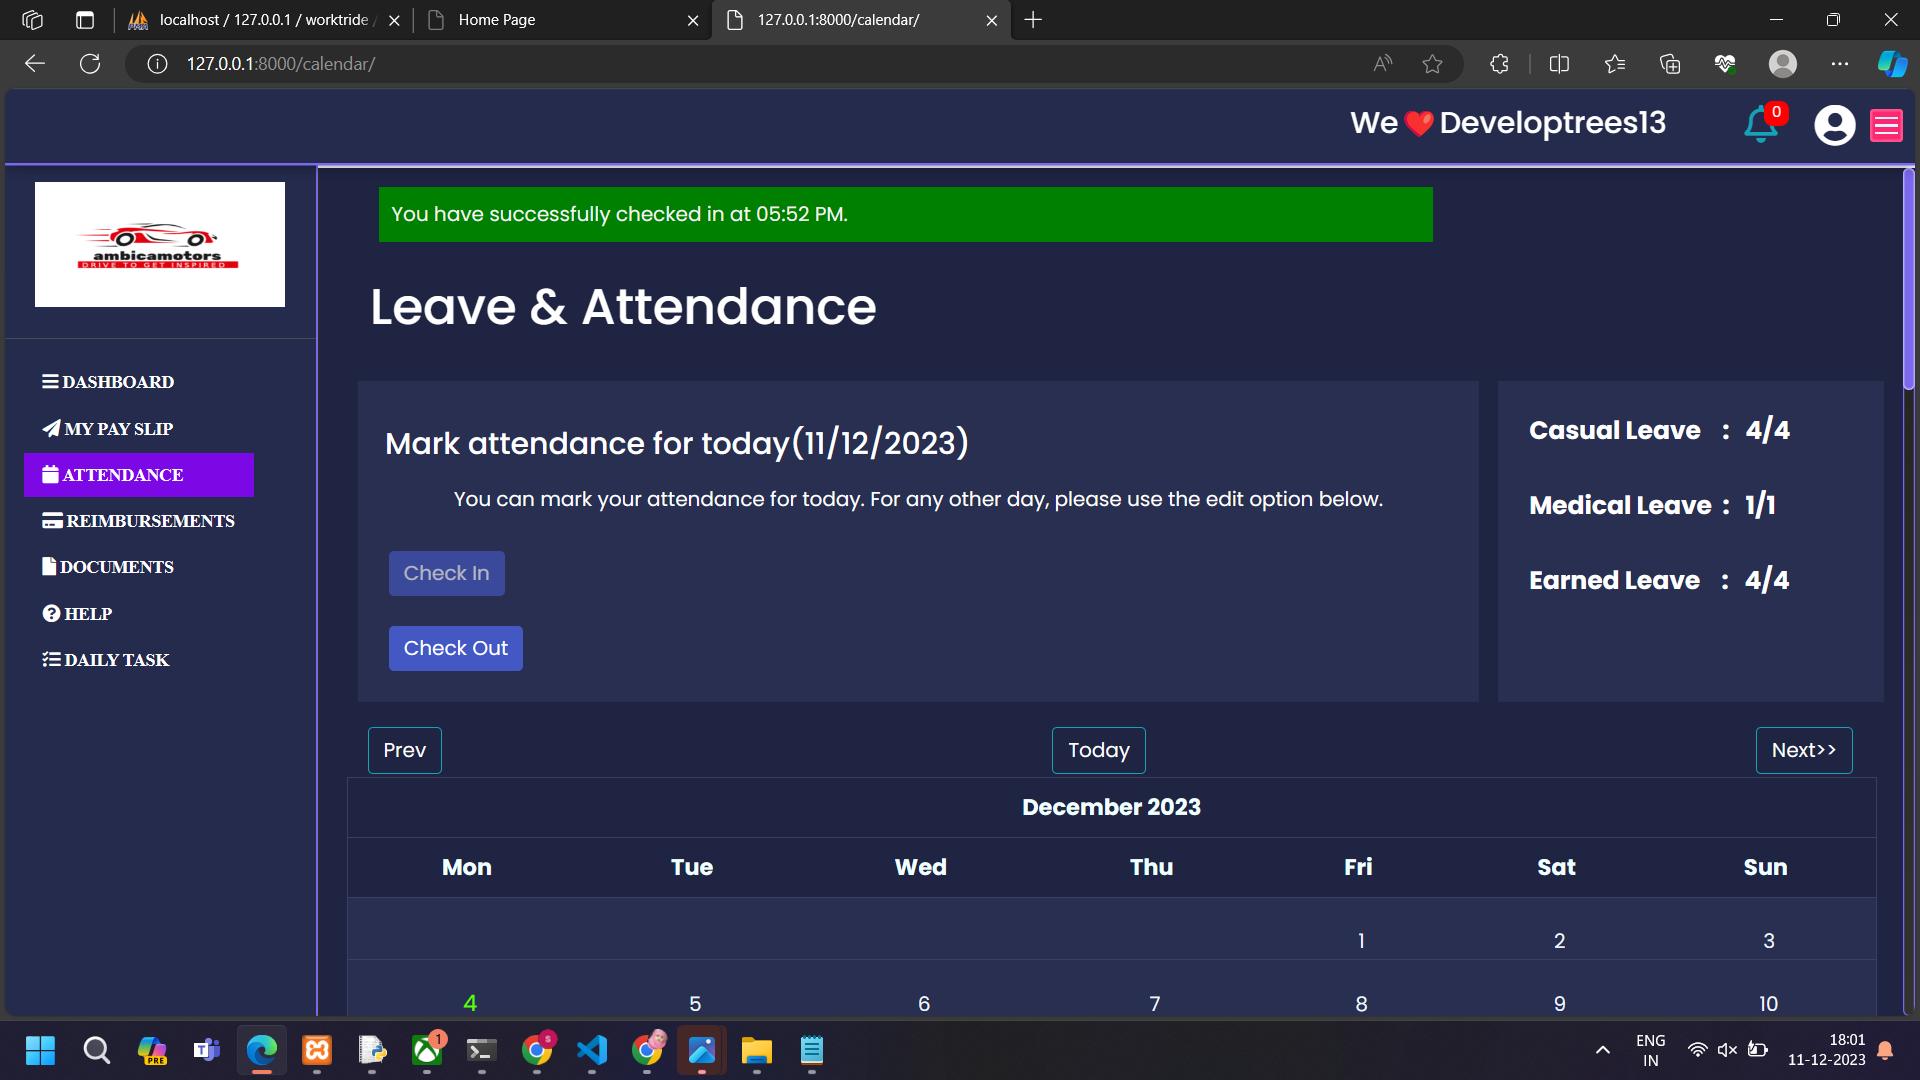 localhost / 127.0.0.1 / worktride /
Home Page
127.0.0.1:8000/calendar/
127.0.0.1:8000/calendar/
We ❤️ Developtrees13
0
ambicamotors
DRIVE TO GET INSPIRED
You have successfully checked in at 05:52 PM.
Leave & Attendance
DASHBOARD
MY PAY SLIP
ATTENDANCE
REIMBURSEMENTS
DOCUMENTS
HELP
DAILY TASK
Mark attendance for today(11/12/2023)
You can mark your attendance for today. For any other day, please use the edit option below.
Check In
Check Out
Casual Leave : 4/4
Medical Leave : 1/1
Earned Leave : 4/4
Prev Today Next>>
December 2023
Mon Tue Wed Thu Fri Sat Sun
1 2 3
4 5 6 7 8 9 10
PRE
1
$
ENG
IN
18:01
11-12-2023